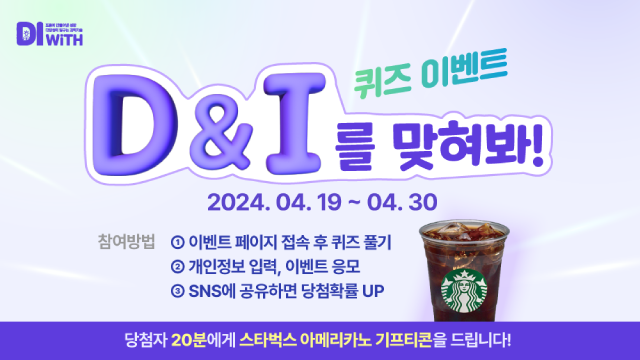 DI WITH
퀴즈 이벤트
D&I를 맞혀봐!
2024. 04. 19 ~ 04. 30
참여방법
① 이벤트 페이지 접속 후 퀴즈 풀기
② 개인정보 입력, 이벤트 응모
③ SNS에 공유하면 당첨확률 UP
당첨자 20분에게 스타벅스 아메리카노 기프티콘을 드립니다!